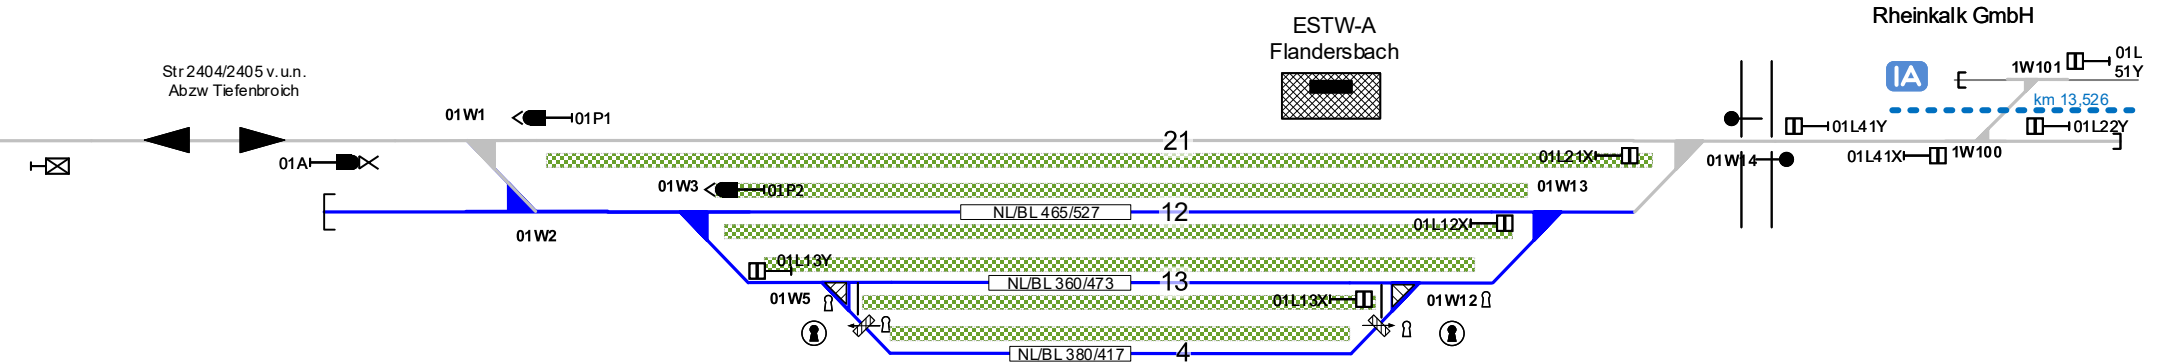 Rheinkalk GmbH
ESTW-A
Flandersbach
Str 2404/2405 v.u.n.
Abzw Tiefenbroich
01L
51Y
1W101
IA
km 13,526
01W1
01P1
01L41Y
01L22Y
21
01A
01L21X
01W14
01L41X
1W100
01W3
01P2
01W13
NL/BL 465/527
12
01W2
01L12X
01L13Y
NL/BL 360/473
13
01W5
01L13X
01W12
NL/BL 380/417
4